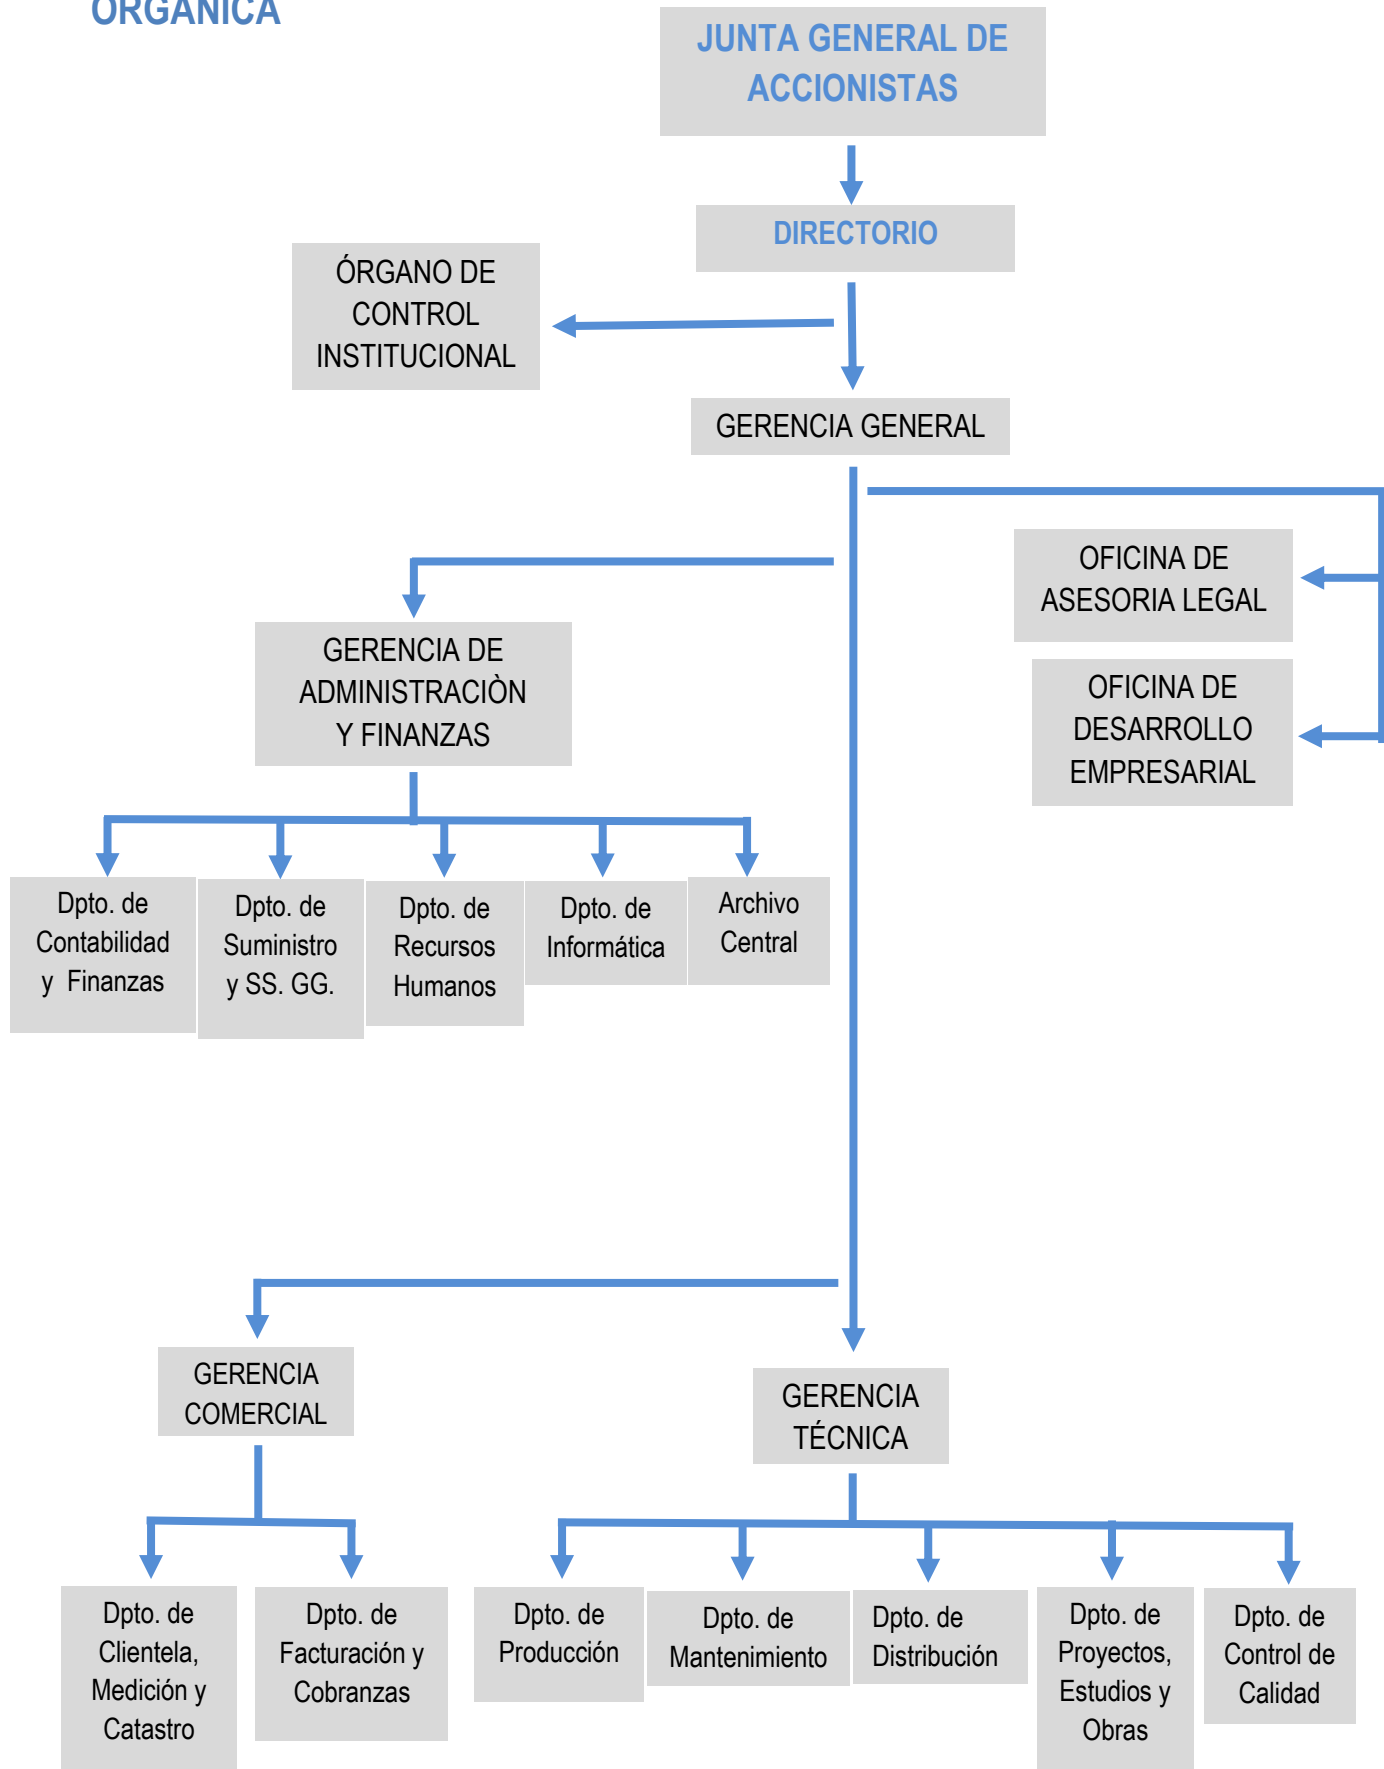 ORGÁNICA
JUNTA GENERAL DE
ACCIONISTAS
DIRECTORIO
ÓRGANO DE
CONTROL
INSTITUCIONAL
GERENCIA GENERAL
OFICINA DE
ASESORIA LEGAL
GERENCIA DE
ADMINISTRACIÒN
Y FINANZAS
OFICINA DE
DESARROLLO
EMPRESARIAL
Dpto. de
Contabilidad
y Finanzas
Dpto. de
Suministro
y SS. GG.
Dpto. de
Recursos
Humanos
Dpto. de
Informática
Archivo
Central
GERENCIA
COMERCIAL
GERENCIA
TÉCNICA
Dpto. de
Clientela,
Medición y
Catastro
Dpto. de
Facturación y
Cobranzas
Dpto. de
Producción
Dpto. de
Mantenimiento
Dpto. de
Distribución
Dpto. de
Proyectos,
Estudios y
Obras
Dpto. de
Control de
Calidad